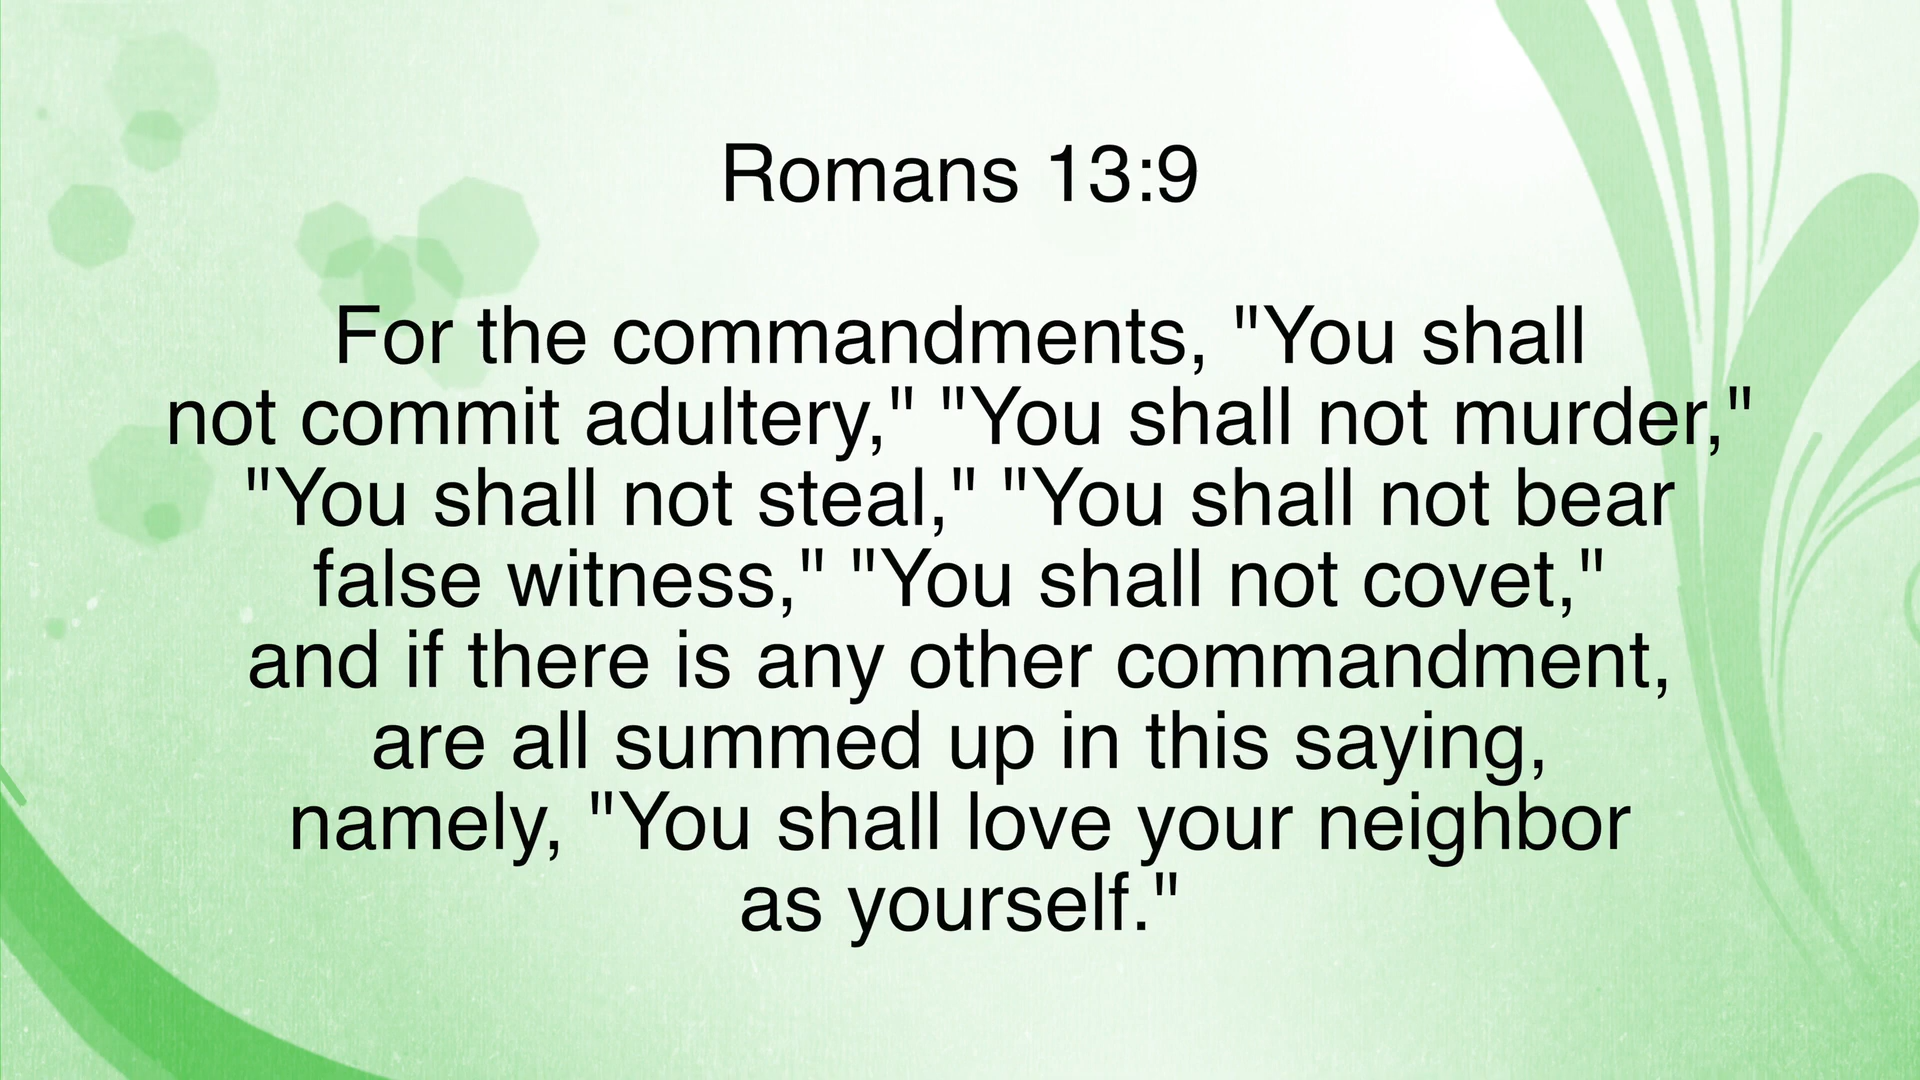 Romans 13:9
For the commandments, "You shall
not commit adultery," "You shall not murder,"
"You shall not steal," "You shall not bear
false witness," "You shall not covet,"
and if there is any other commandment,
are all summed up in this saying,
namely, "You shall love your neighbor
as yourself."